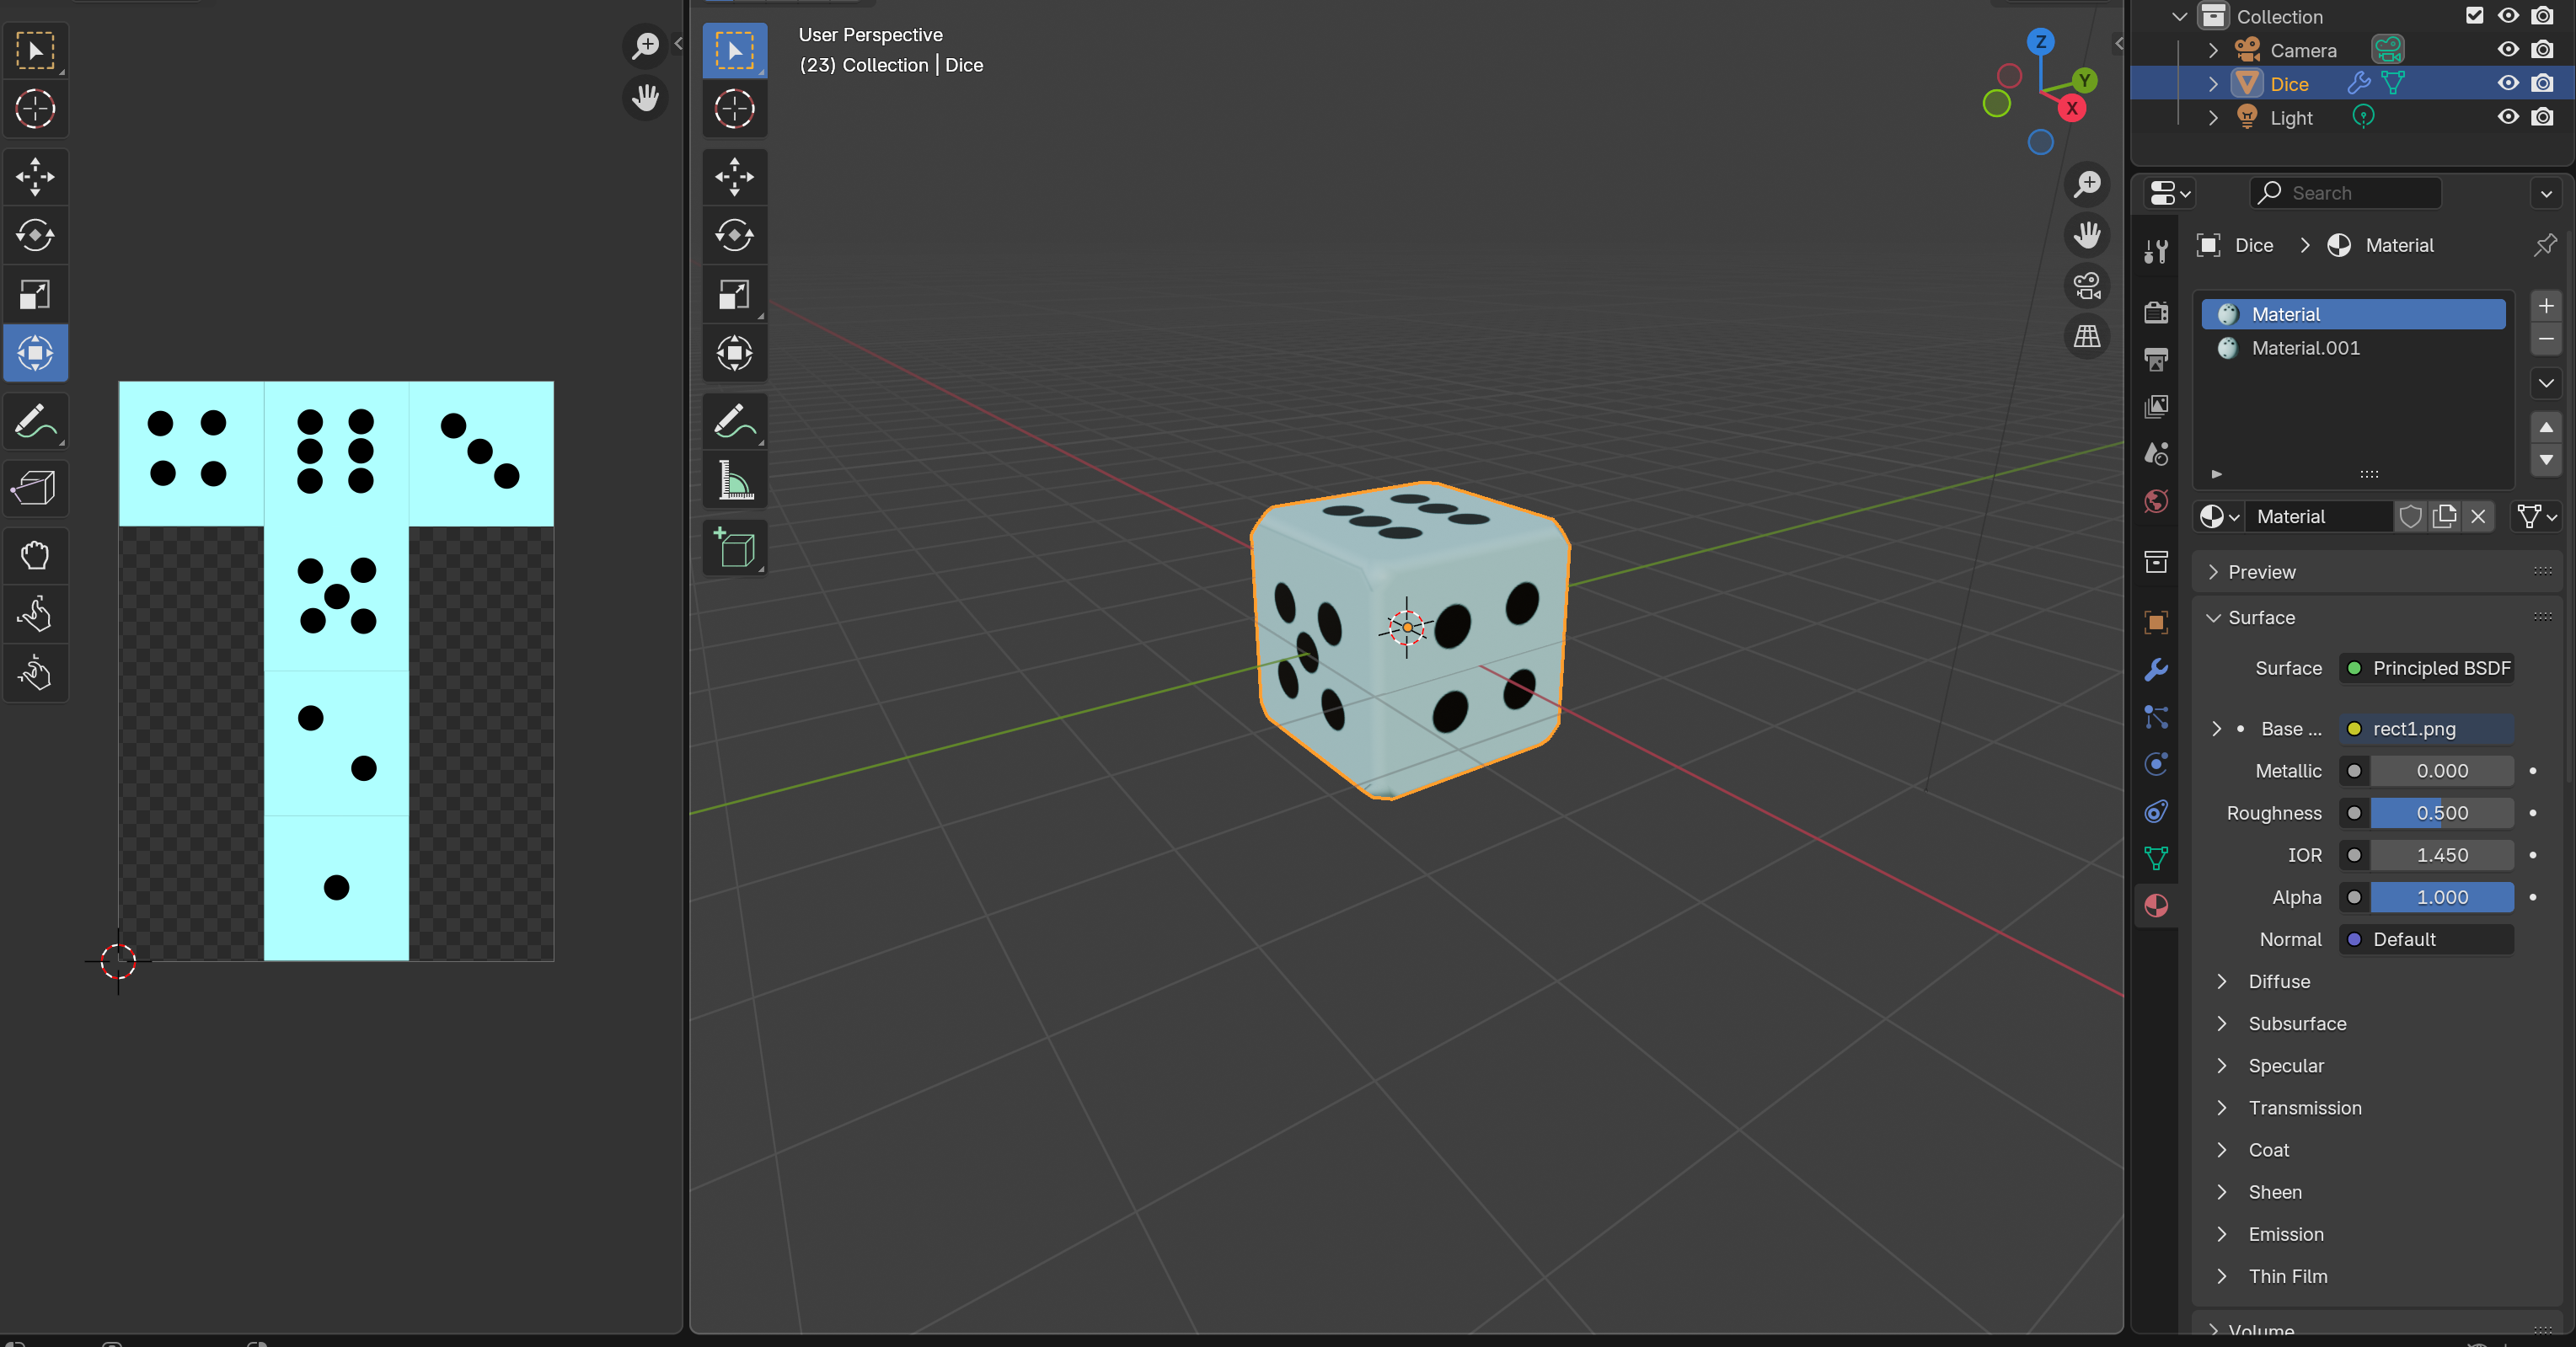 User Perspective
(23) Collection | Dice
Z
Y
X
Collection
Camera
Dice
Light
Search
Dice
Material
Material
Material.001
Material
Preview
Surface
Surface
Principled BSDF
Base ...
rect1.png
Metallic
0.000
Roughness
0.500
IOR
1.450
Alpha
1.000
Normal
Default
Diffuse
Subsurface
Specular
Transmission
Coat
Sheen
Emission
Thin Film
Volume